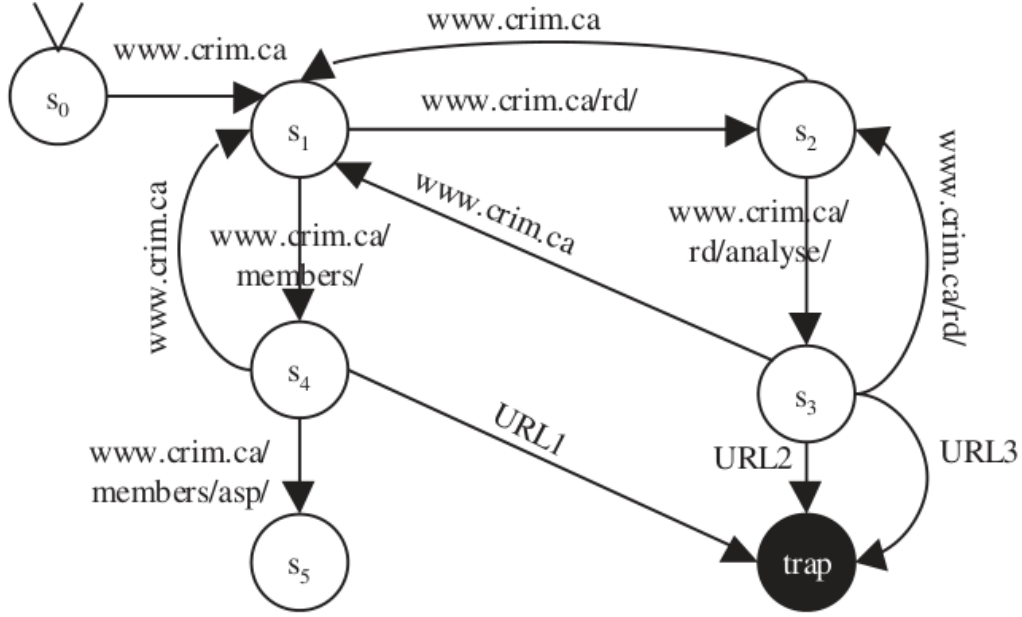 www.crim.ca
www.crim.ca
s0
s1
www.crim.ca/rd/
s2
www.crim.ca
www.crim.ca/
members/
www.crim.ca
www.crim.ca/
rd/analyse/
www.crim.ca/rd/
s4
s3
URL1
www.crim.ca/
members/asp/
URL2
URL3
s5
trap